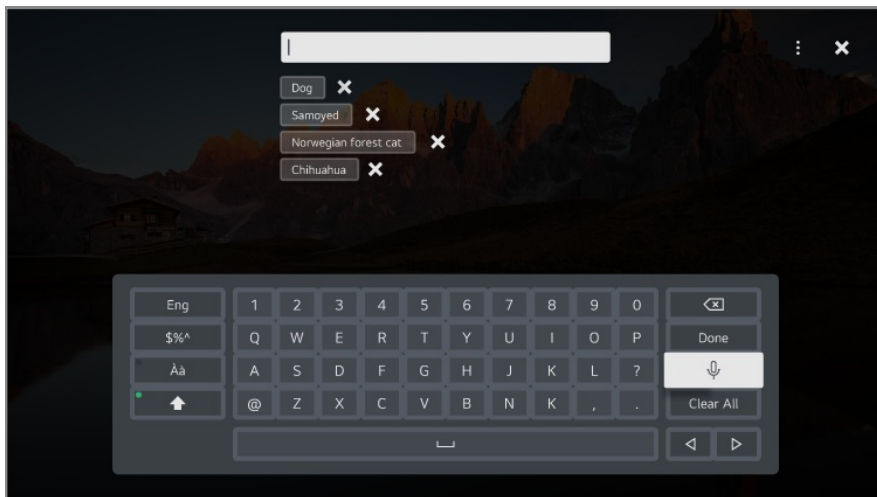 Dog
Samoyed
Norwegian forest cat
Chihuahua
Eng 1 2 3 4 5 6 7 8 9 0
$%^ Q W E R T Y U I O P Done
Àà A S D F G H J K L ?
@ Z X C V B N K , . Clear All